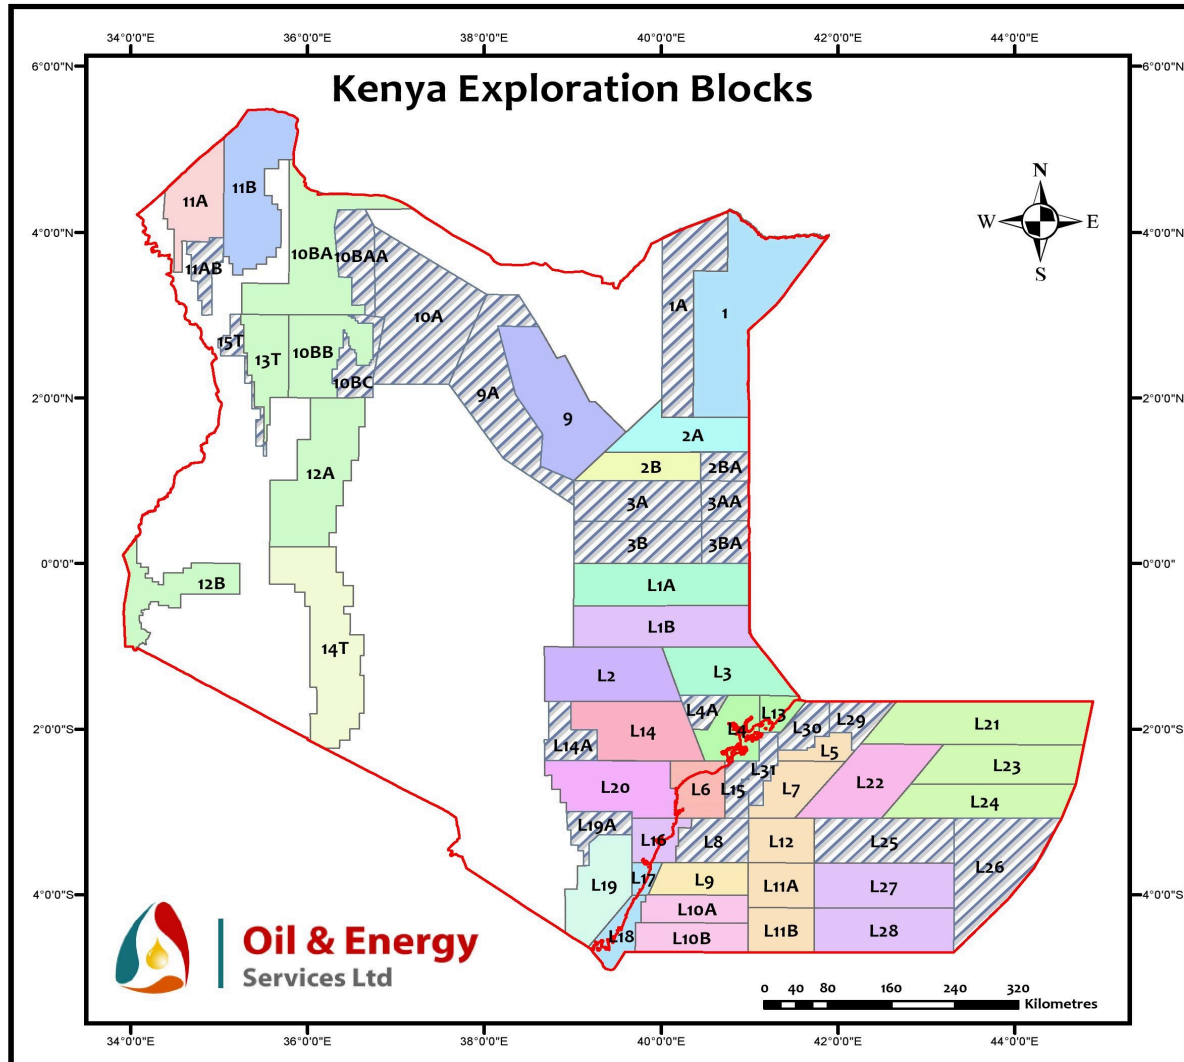 34°0'0"E 36°0'0"E 38°0'0"E 40°0'0"E 42°0'0"E 44°0'0"E
6°0'0"N 6°0'0"N
Kenya Exploration Blocks
N
W E
S
11B
11A
4°0'0"N 4°0'0"N
10BA 10BAA
11AB
1A
1
10A
15T
13T 10BB
10BC
2°0'0"N 2°0'0"N
9A
9
2A
2B 2BA
12A
3A 3AA
3B 3BA
0°0'0" 0°0'0"
12B
L1A
L1B
14T
L2 L3
L4A L13
L14 L4 L30 L29 L21
2°0'0"S 2°0'0"S
L14A L5
L31 L23
L20 L6 L15 L7 L22
L24
L19A
L16 L8 L12 L25
L26
L19 L17 L9 L11A L27
4°0'0"S 4°0'0"S
L10A
L18 L10B L11B L28
Oil & Energy
Services Ltd
0 40 80 160 240 320
Kilometres
34°0'0"E 36°0'0"E 38°0'0"E 40°0'0"E 42°0'0"E 44°0'0"E